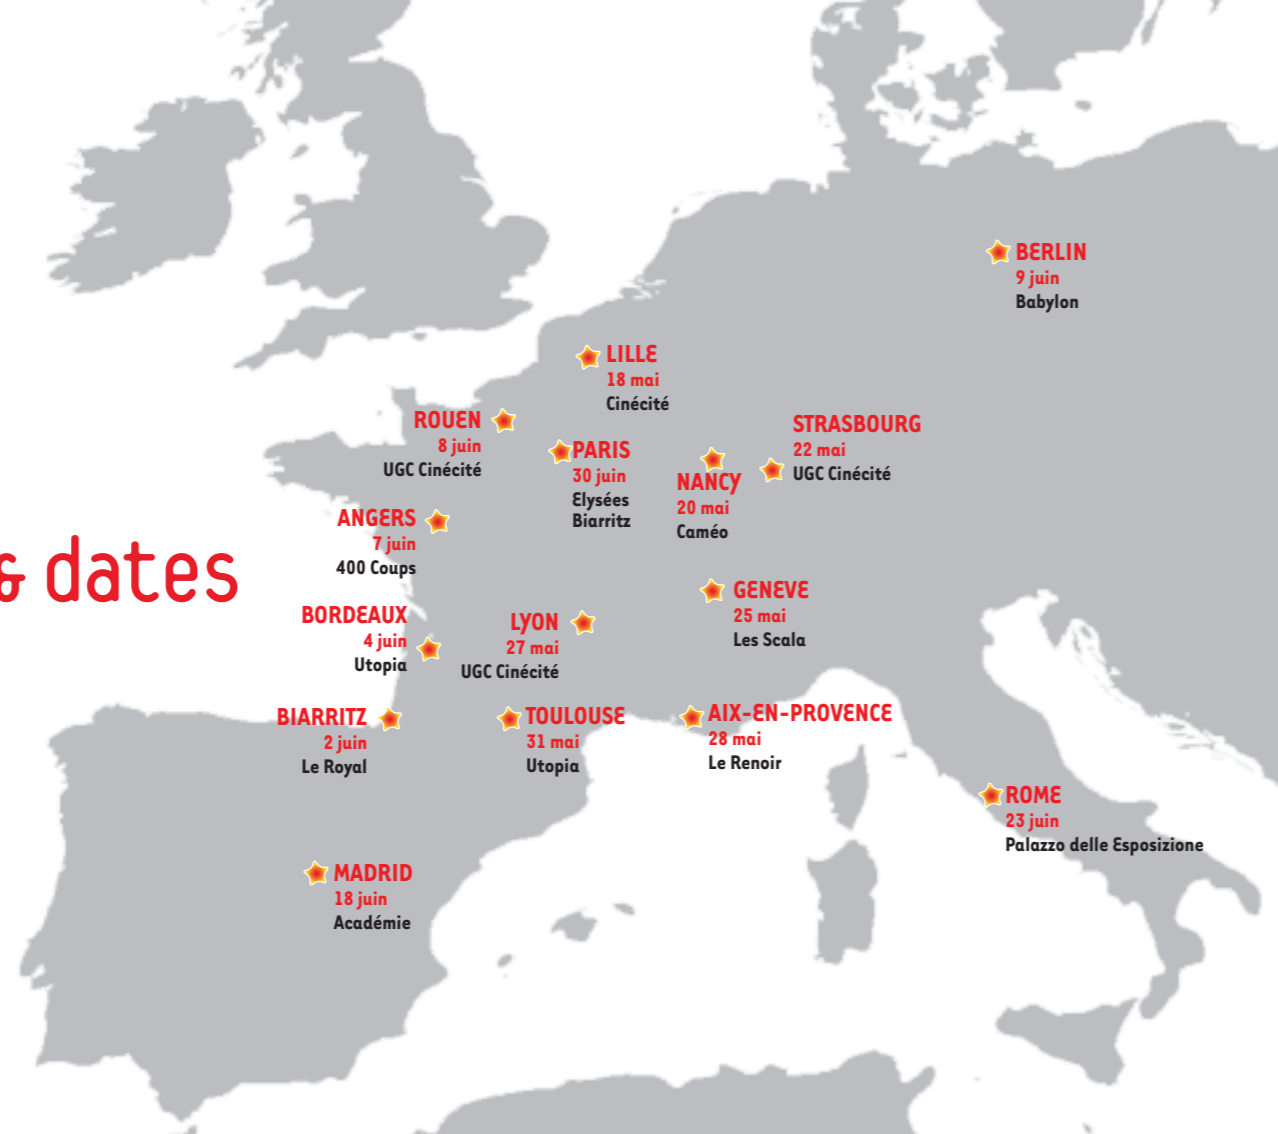 BERLIN
9 juin
Babylon
LILLE
18 mai
Cinécité
ROUEN
8 juin
UGC Cinécité
PARIS
30 juin
Elysées
Biarritz
NANCY
20 mai
Caméo
STRASBOURG
22 mai
UGC Cinécité
ANGERS
7 juin
400 Coups
& dates
GENEVE
25 mai
Les Scala
BORDEAUX
4 juin
Utopia
LYON
27 mai
UGC Cinécité
BIARRITZ
2 juin
Le Royal
TOULOUSE
31 mai
Utopia
AIX-EN-PROVENCE
28 mai
Le Renoir
ROME
23 juin
Palazzo delle Esposizione
MADRID
18 juin
Académie